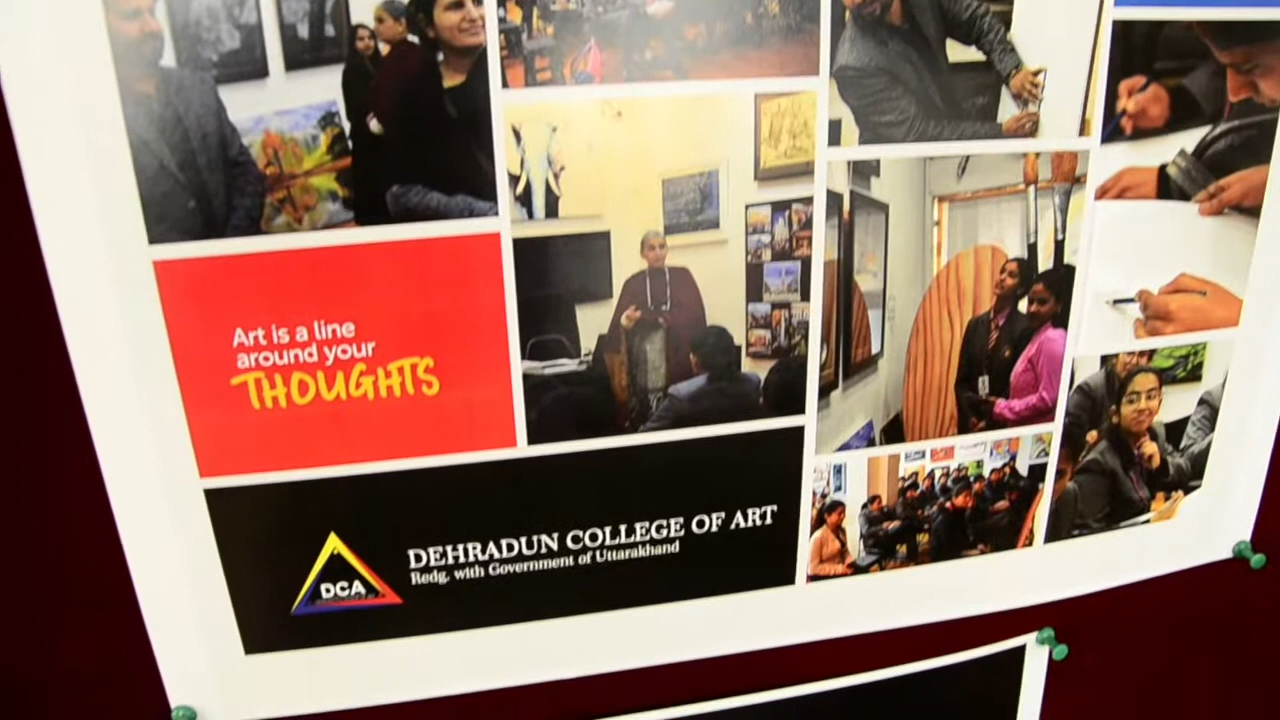 Art is a line
around your
THOUGHTS
DCA
DEHRADUN COLLEGE OF ART
Redg. with Government of Uttarakhand